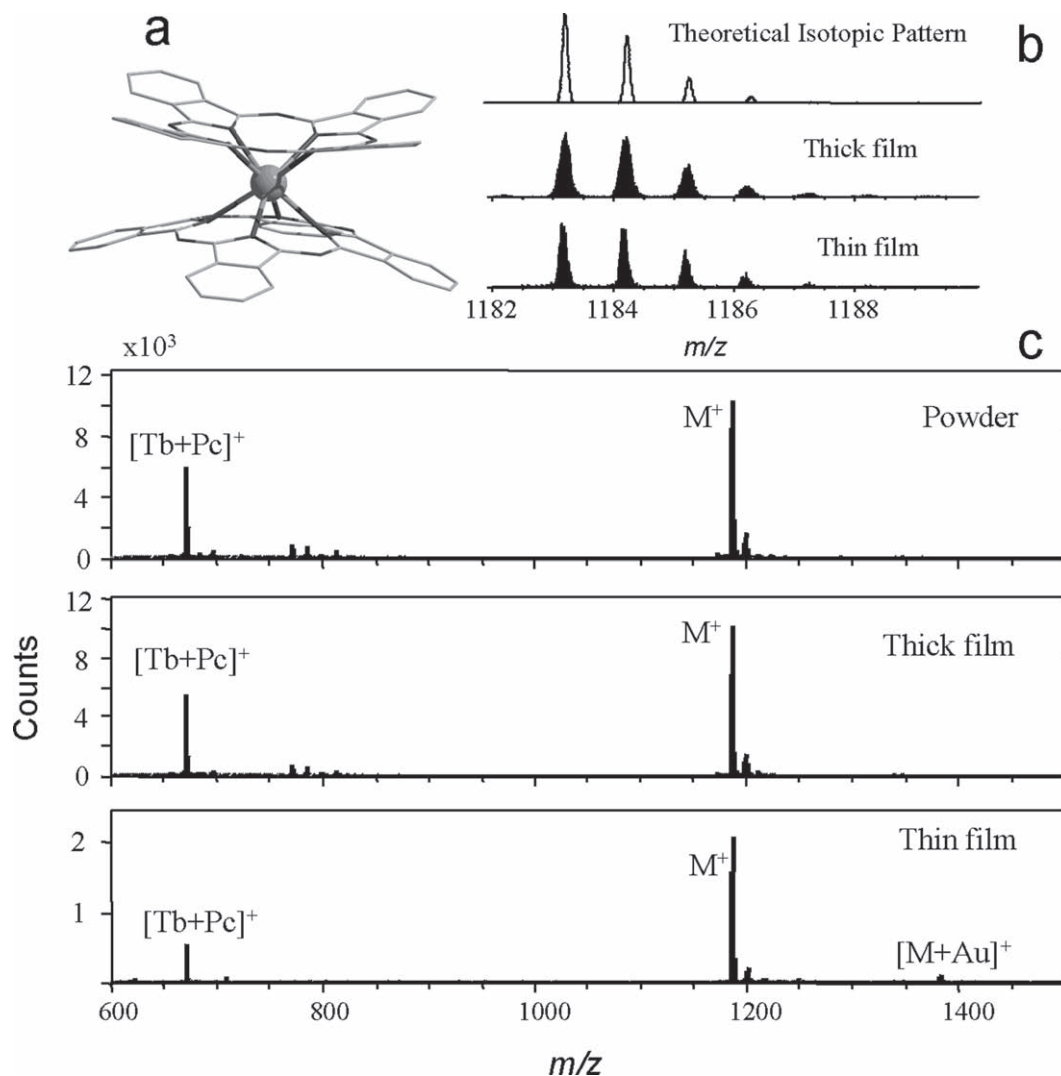 a
b
Theoretical Isotopic Pattern
Thick film
Thin film
1182 1184 1186 1188
m/z
c
x10³
12
8
4
0
[Tb+Pc]⁺
M⁺
Powder
12
8
4
0
[Tb+Pc]⁺
M⁺
Thick film
Counts
2
1
[Tb+Pc]⁺
M⁺
Thin film
[M+Au]⁺
600 800 1000 1200 1400
m/z